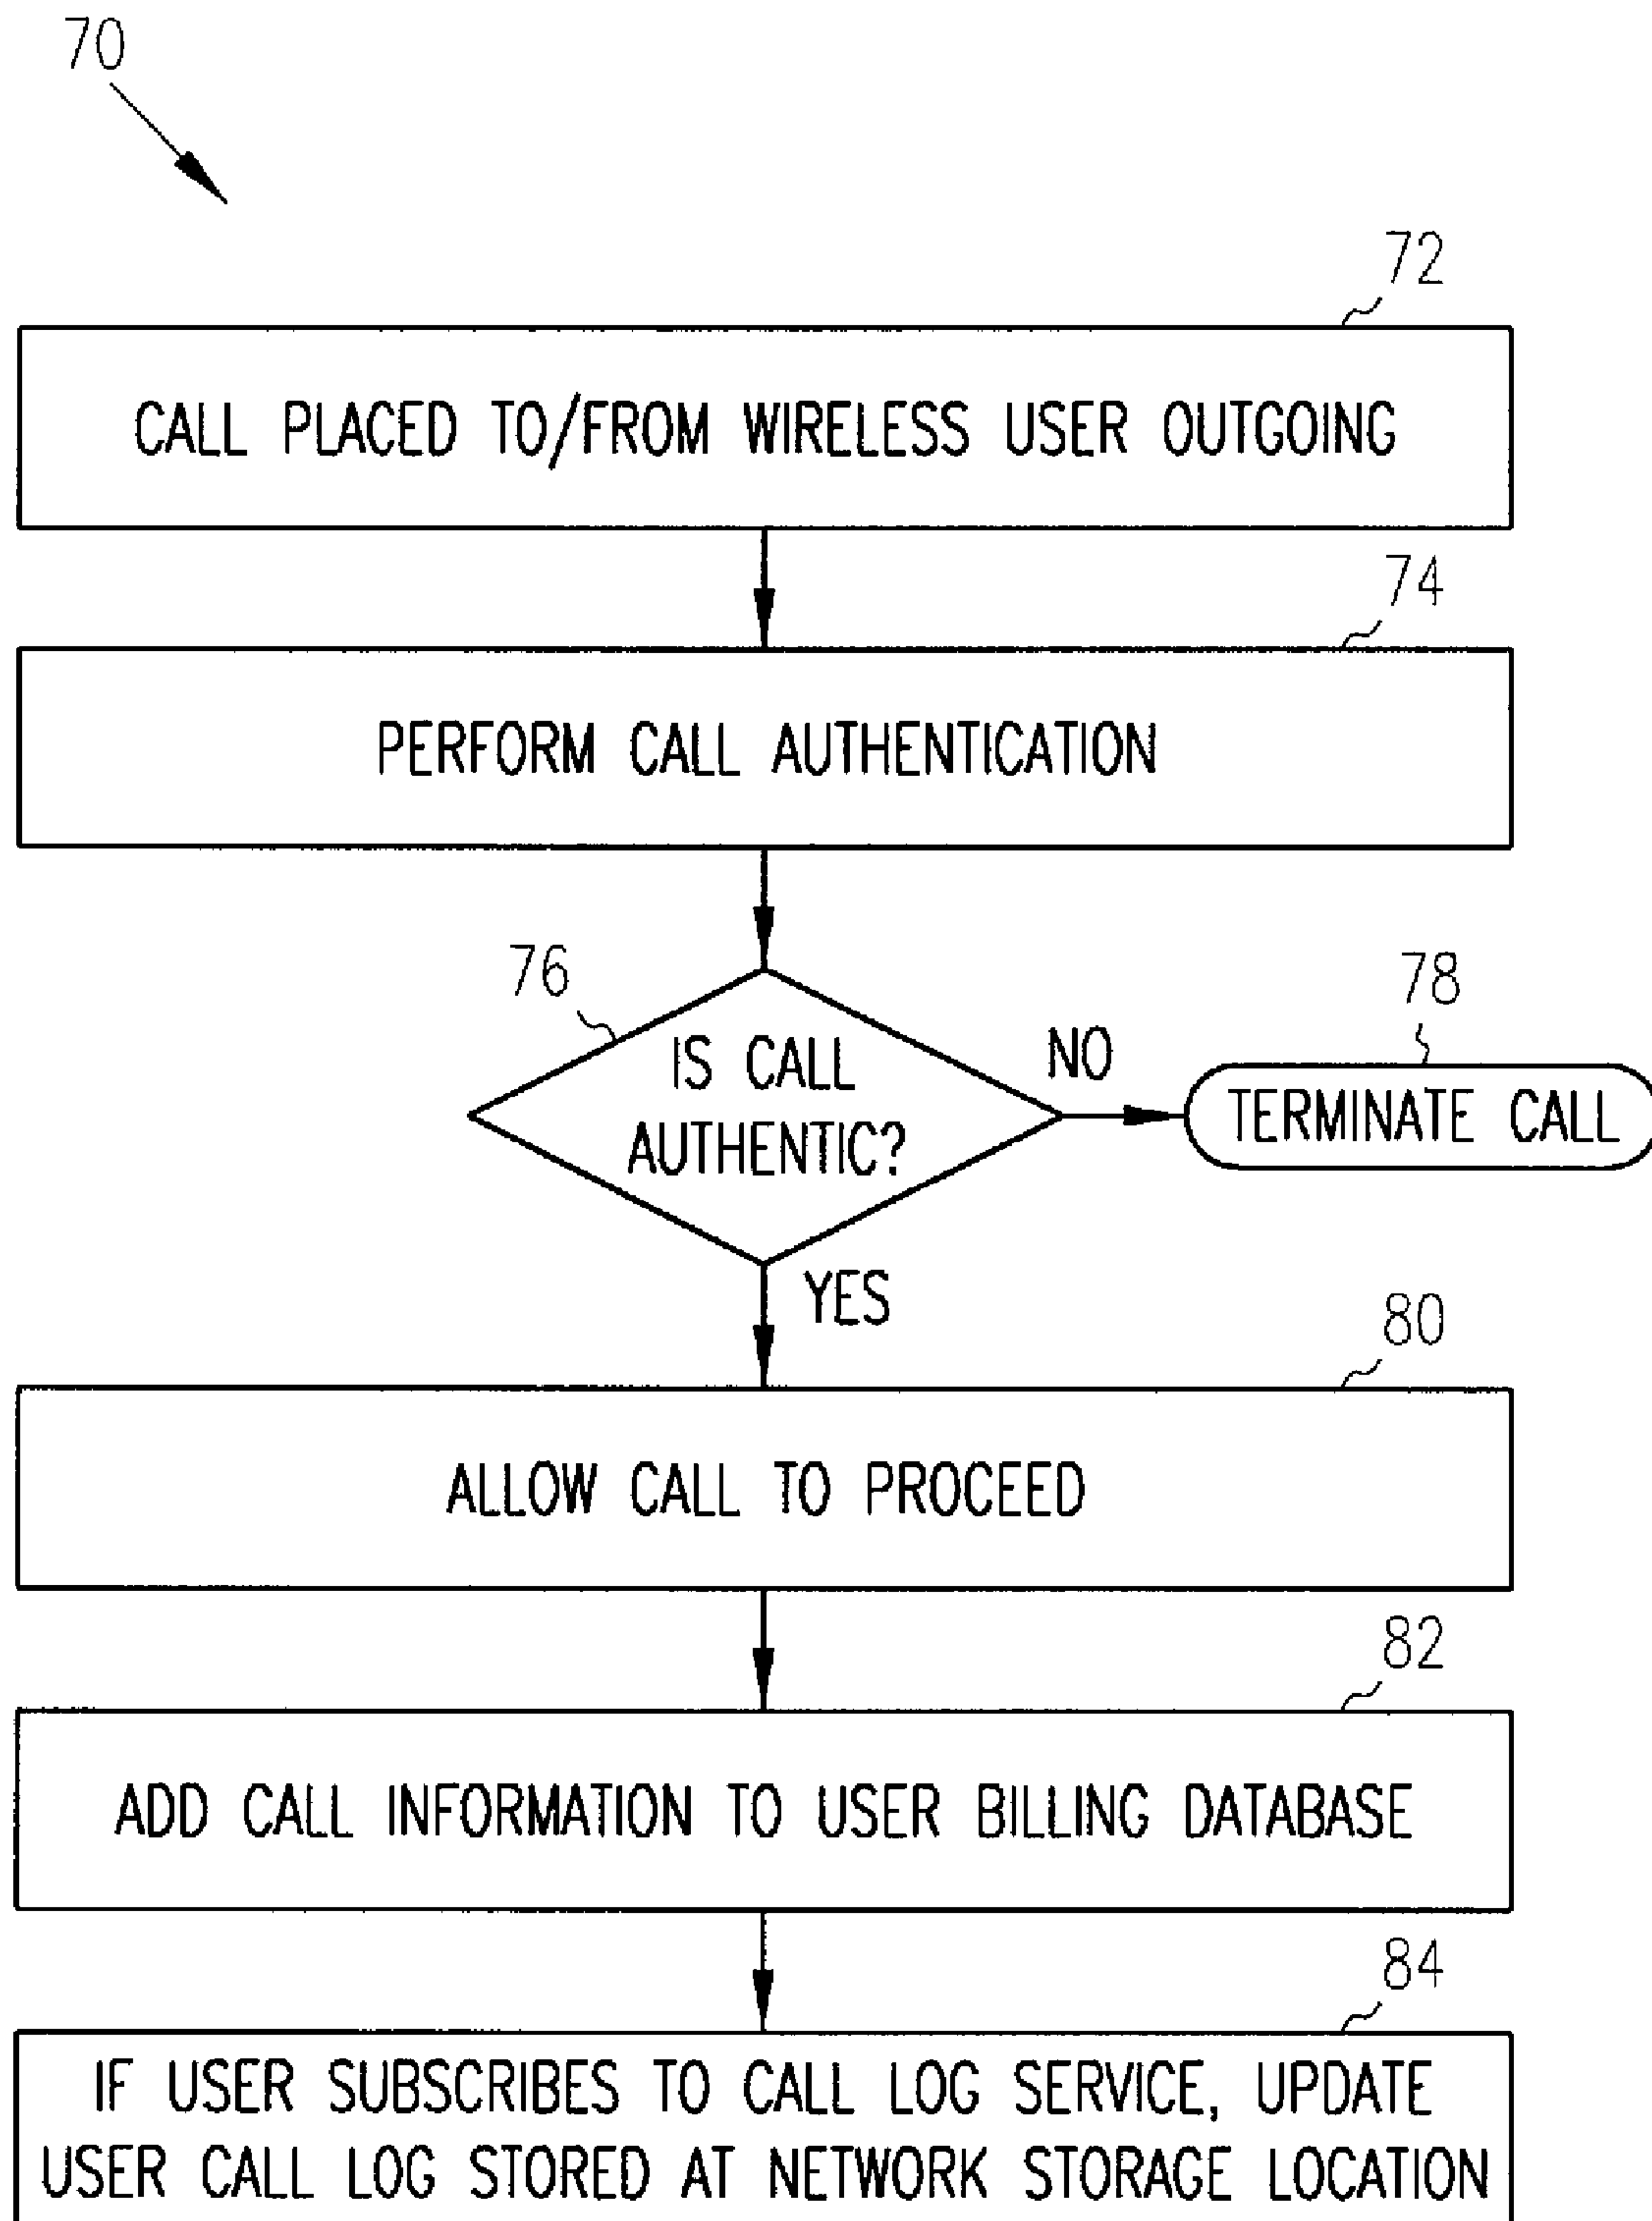 70
72
CALL PLACED TO/FROM WIRELESS USER OUTGOING
74
PERFORM CALL AUTHENTICATION
76
IS CALL
AUTHENTIC?
NO
78
TERMINATE CALL
YES
80
ALLOW CALL TO PROCEED
82
ADD CALL INFORMATION TO USER BILLING DATABASE
84
IF USER SUBSCRIBES TO CALL LOG SERVICE, UPDATE
USER CALL LOG STORED AT NETWORK STORAGE LOCATION